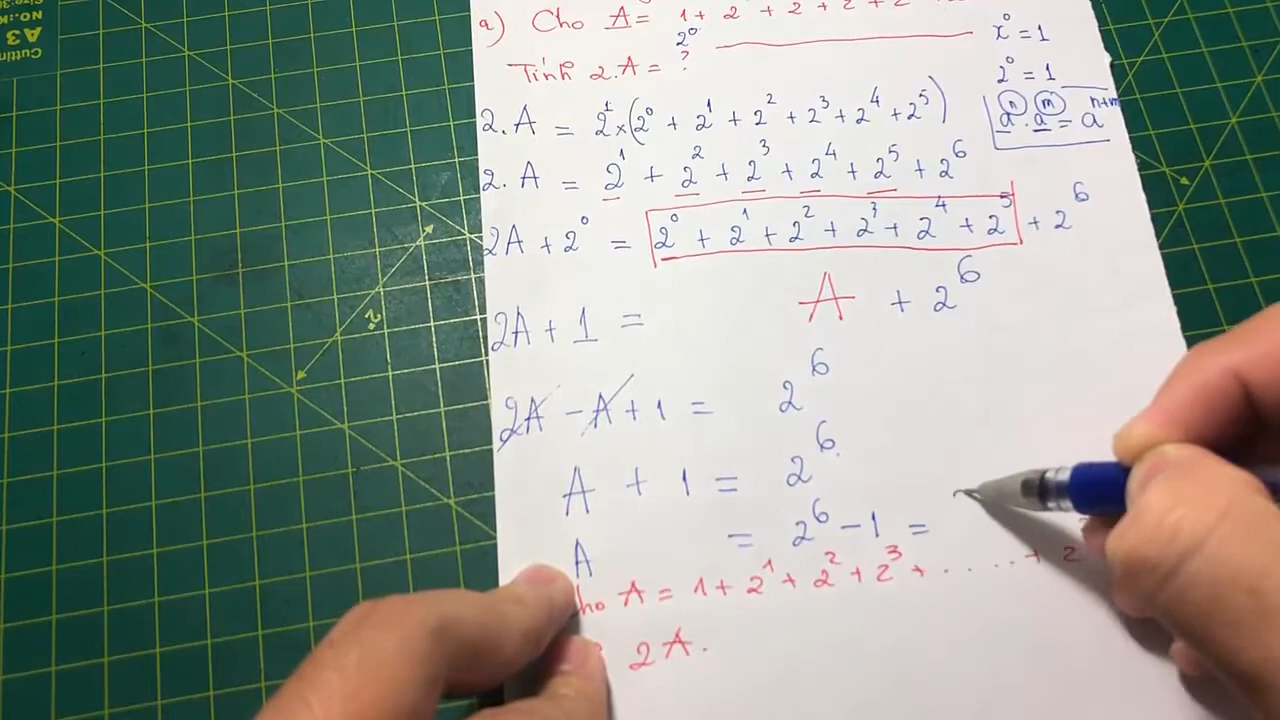 a) Cho A = 1 + 2 + 2 + 2 + 2
2⁰
Tính 2.A = ?
x⁰ = 1
2⁰ = 1
aⁿ . aᵐ = aⁿ⁺ᵐ
2.A = 2¹ × (2⁰ + 2¹ + 2² + 2³ + 2⁴ + 2⁵)
2.A = 2¹ + 2² + 2³ + 2⁴ + 2⁵ + 2⁶
2A + 2⁰ = 2⁰ + 2¹ + 2² + 2³ + 2⁴ + 2⁵ + 2⁶
2A + 1 = A + 2⁶
2A - A + 1 = 2⁶
A + 1 = 2⁶
A = 2⁶ - 1 =
ho A = 1 + 2¹ + 2² + 2³ + ..... + 2
2A.
A3